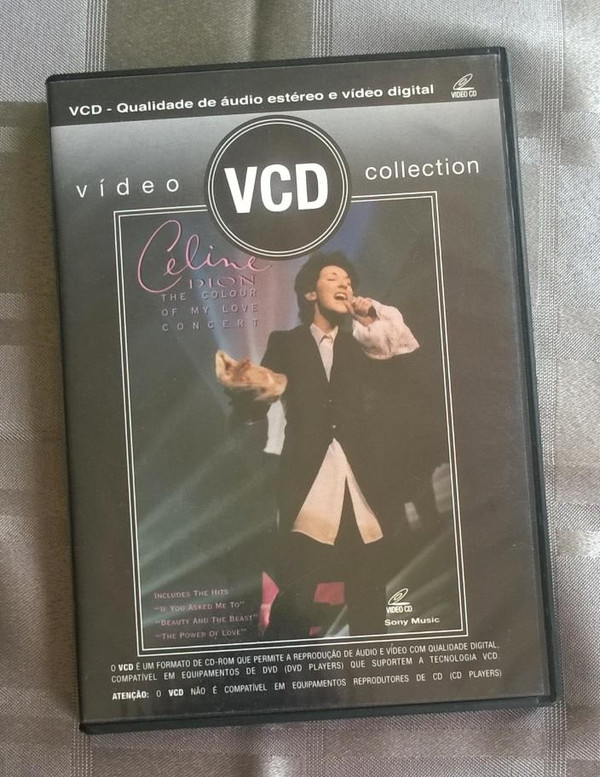 VCD - Qualidade de áudio estéreo e vídeo digital
VIDEO CD
vídeo VCD collection
Celine
DION
THE COLOUR
OF MY LOVE
CONCERT
INCLUDES THE HITS
"IF YOU ASKED ME TO"
"BEAUTY AND THE BEAST"
"THE POWER OF LOVE"
VIDEO CD
Sony Music
O VCD É UM FORMATO DE CD-ROM QUE PERMITE A REPRODUÇÃO DE ÁUDIO E VÍDEO COM QUALIDADE DIGITAL,
COMPATÍVEL EM EQUIPAMENTOS DE DVD (DVD PLAYERS) QUE SUPORTEM A TECNOLOGIA VCD.
ATENÇÃO: O VCD NÃO É COMPATÍVEL EM EQUIPAMENTOS REPRODUTORES DE CD (CD PLAYERS)